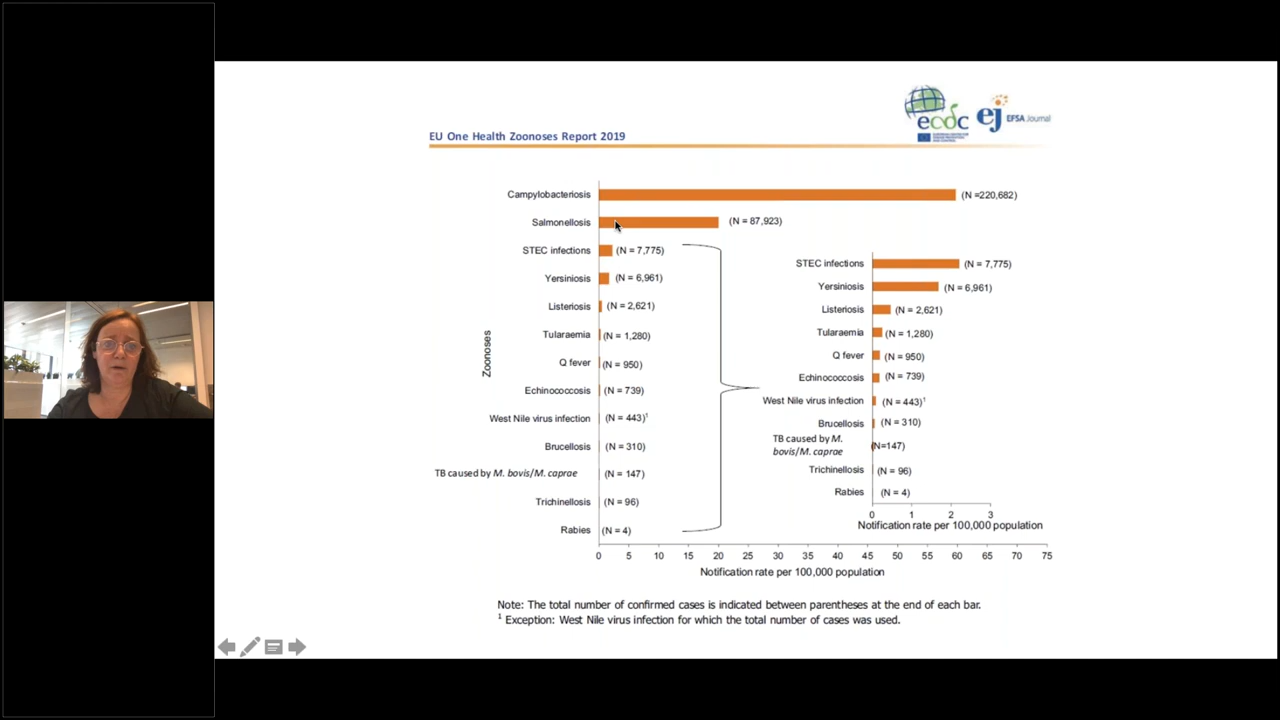 ecdc
ej EFSA Journal
EU One Health Zoonoses Report 2019
Zoonoses
Campylobacteriosis (N =220,682)
Salmonellosis (N = 87,923)
STEC infections (N = 7,775)
Yersiniosis (N = 6,961)
Listeriosis (N = 2,621)
Tularaemia (N = 1,280)
Q fever (N = 950)
Echinococcosis (N = 739)
West Nile virus infection (N = 443)¹
Brucellosis (N = 310)
TB caused by M. bovis/M. caprae (N = 147)
Trichinellosis (N = 96)
Rabies (N = 4)
0 5 10 15 20 25 30 35 40 45 50 55 60 65 70 75
Notification rate per 100,000 population
STEC infections (N = 7,775)
Yersiniosis (N = 6,961)
Listeriosis (N = 2,621)
Tularaemia (N = 1,280)
Q fever (N = 950)
Echinococcosis (N = 739)
West Nile virus infection (N = 443)¹
Brucellosis (N = 310)
TB caused by M.
bovis/M. caprae (N=147)
Trichinellosis (N = 96)
Rabies (N = 4)
0 1 2 3
Notification rate per 100,000 population
Note: The total number of confirmed cases is indicated between parentheses at the end of each bar.
¹ Exception: West Nile virus infection for which the total number of cases was used.